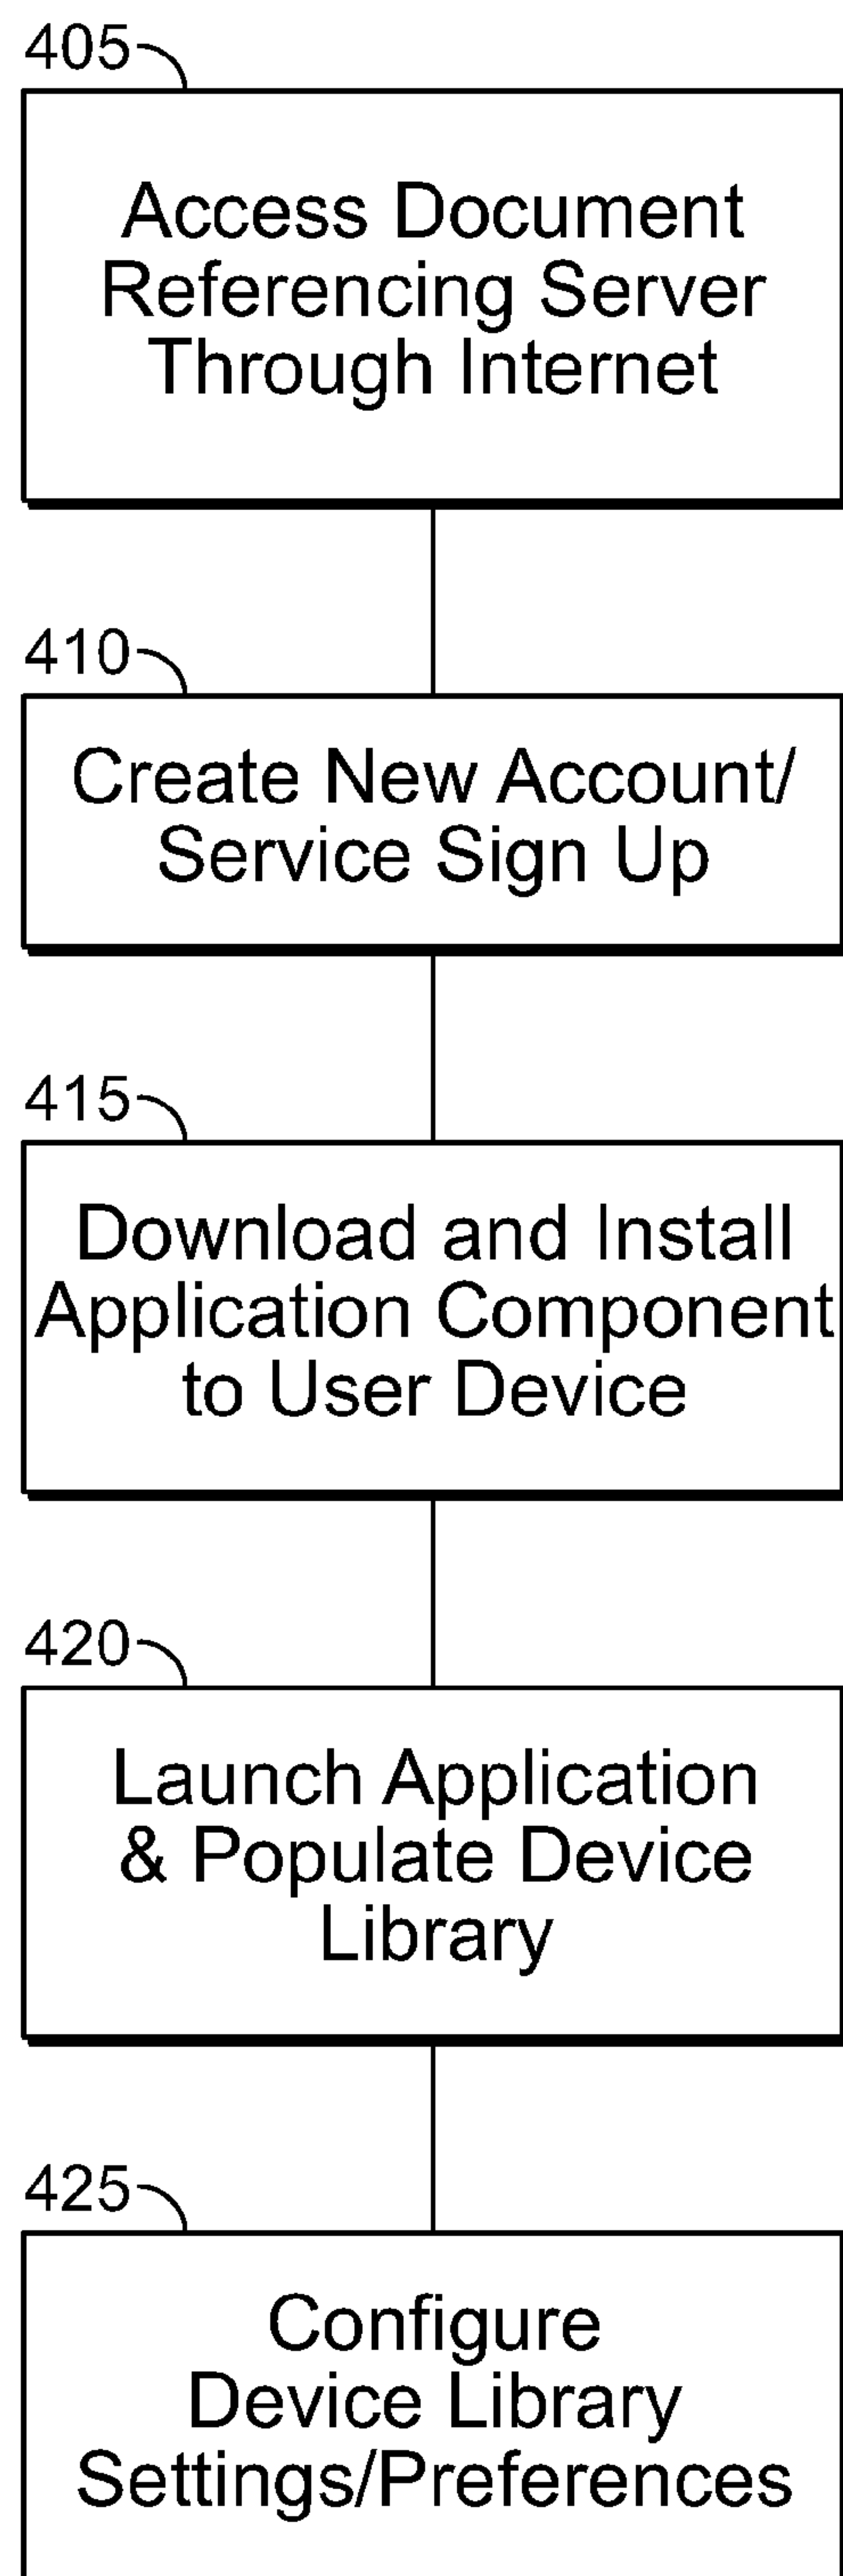 405
Access Document
Referencing Server
Through Internet
410
Create New Account/
Service Sign Up
415
Download and Install
Application Component
to User Device
420
Launch Application
& Populate Device
Library
425
Configure
Device Library
Settings/Preferences